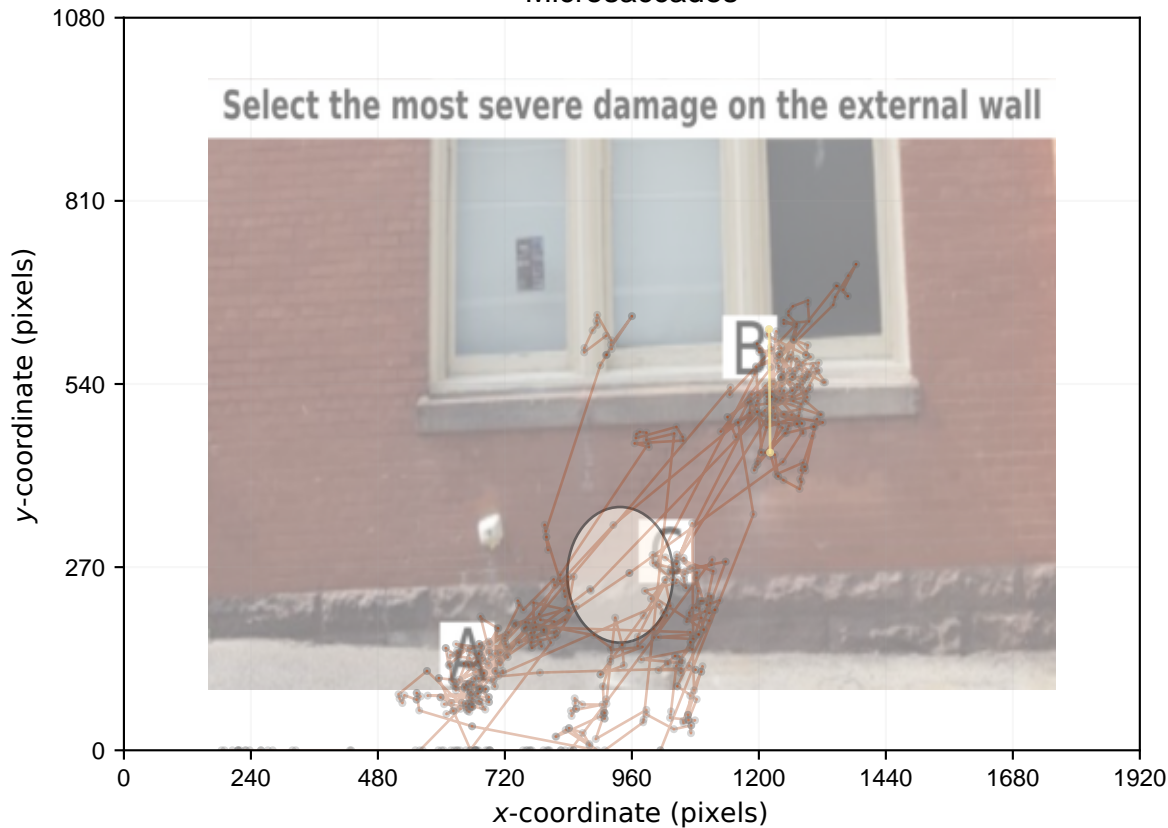 Select the most severe damage on the external wall
1080
810
540
270
0
y-coordinate (pixels)
B
C
A
0 240 480 720 960 1200 1440 1680 1920
x-coordinate (pixels)